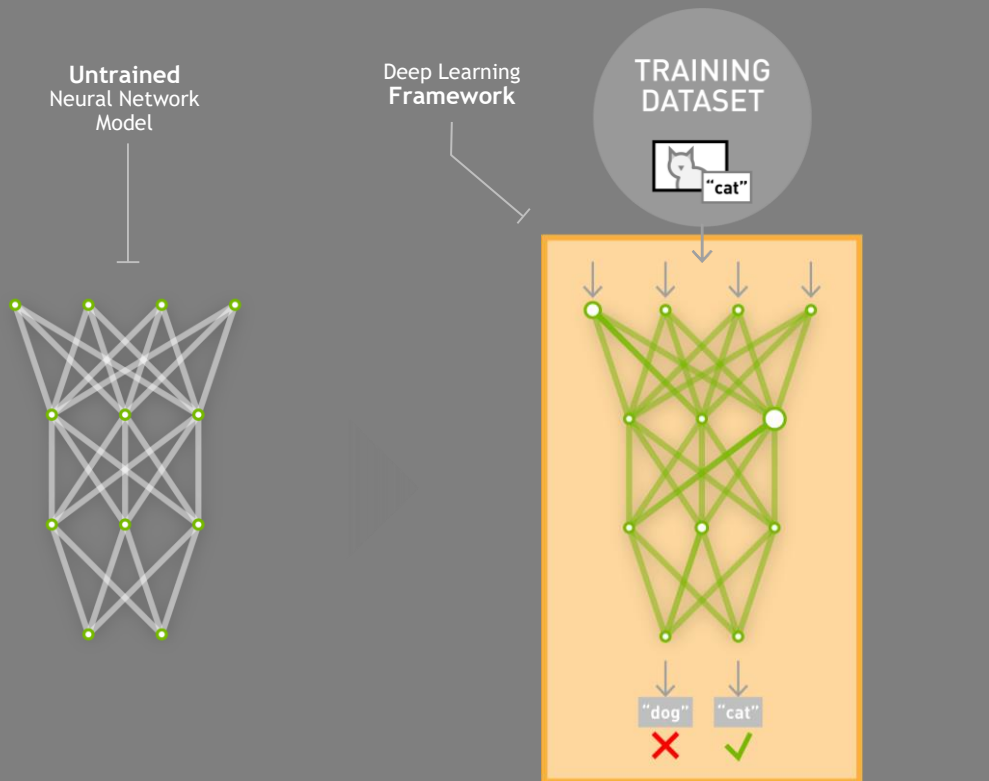 Untrained
Neural Network
Model
Deep Learning
Framework
TRAINING
DATASET
"cat"
"dog"
"cat"